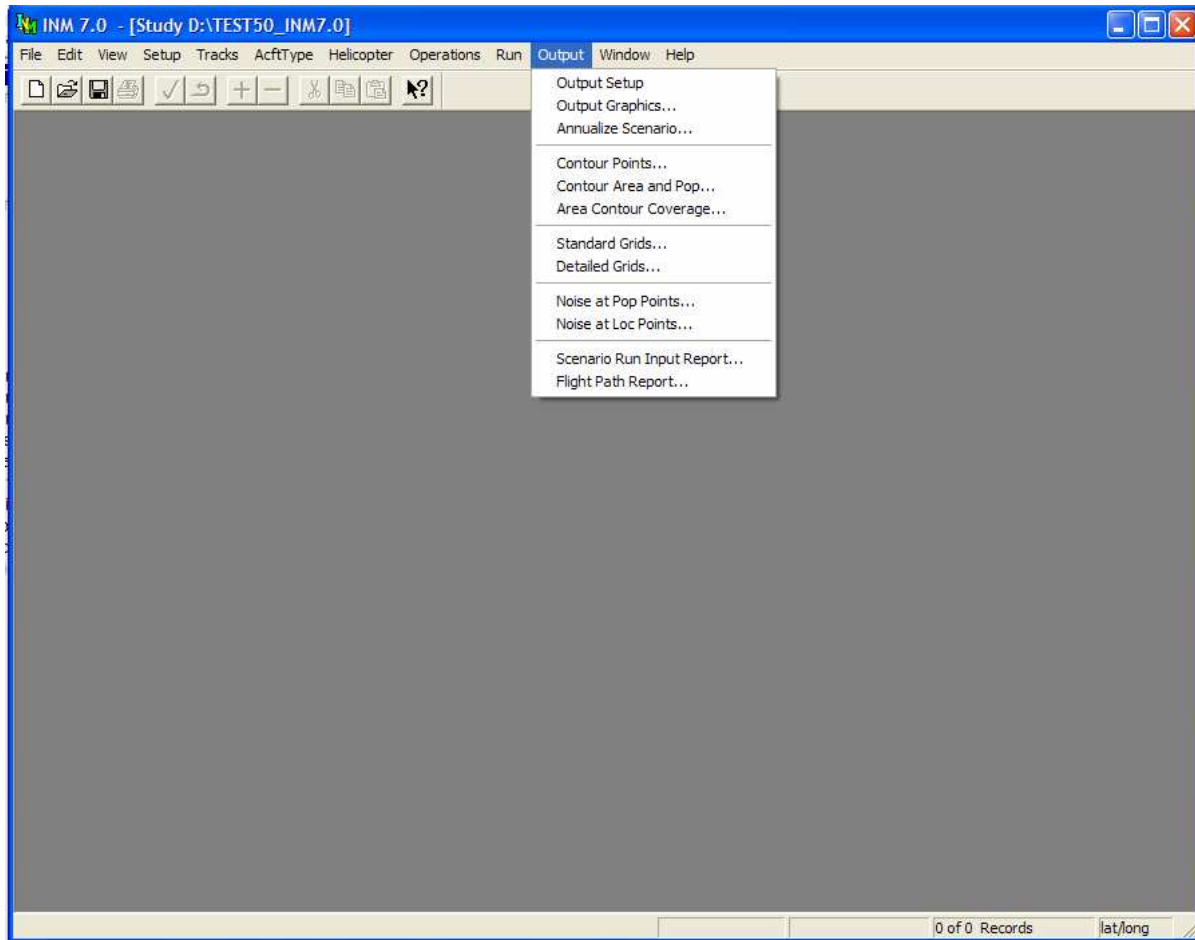 INM 7.0 - [Study D:\TEST50_INM7.0]
File Edit View Setup Tracks AcftType Helicopter Operations Run Output Window Help
Output Setup
Output Graphics...
Annualize Scenario...
Contour Points...
Contour Area and Pop...
Area Contour Coverage...
Standard Grids...
Detailed Grids...
Noise at Pop Points...
Noise at Loc Points...
Scenario Run Input Report...
Flight Path Report...
0 of 0 Records lat/long